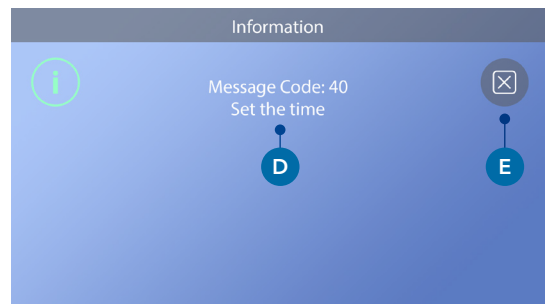 Information
i
Message Code: 40
Set the time
D
E